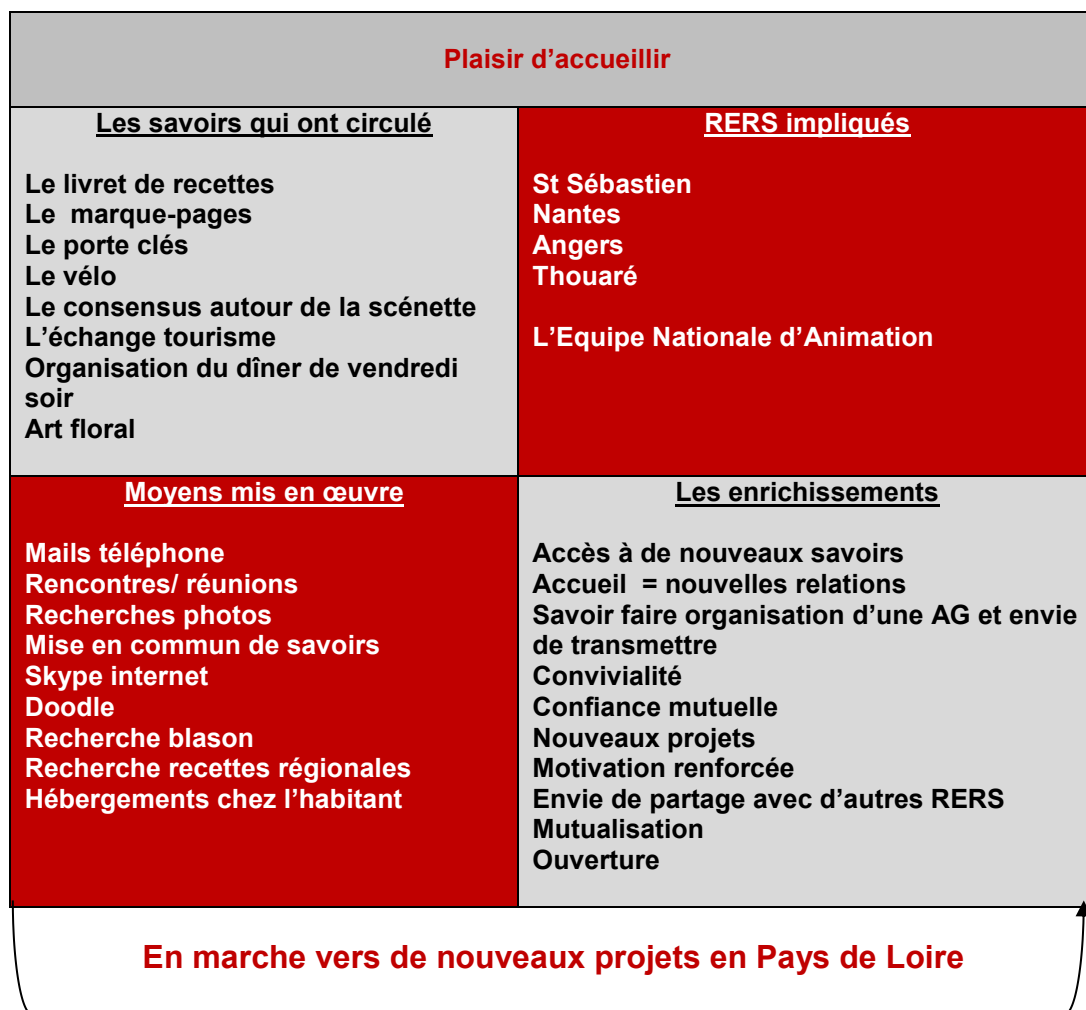 Plaisir d’accueillir
Les savoirs qui ont circulé
Le livret de recettes
Le marque-pages
Le porte clés
Le vélo
Le consensus autour de la scénette
L’échange tourisme
Organisation du dîner de vendredi
soir
Art floral
RERS impliqués
St Sébastien
Nantes
Angers
Thouaré
L’Equipe Nationale d’Animation
Moyens mis en œuvre
Mails téléphone
Rencontres/ réunions
Recherches photos
Mise en commun de savoirs
Skype internet
Doodle
Recherche blason
Recherche recettes régionales
Hébergements chez l’habitant
Les enrichissements
Accès à de nouveaux savoirs
Accueil = nouvelles relations
Savoir faire organisation d’une AG et envie
de transmettre
Convivialité
Confiance mutuelle
Nouveaux projets
Motivation renforcée
Envie de partage avec d’autres RERS
Mutualisation
Ouverture
En marche vers de nouveaux projets en Pays de Loire